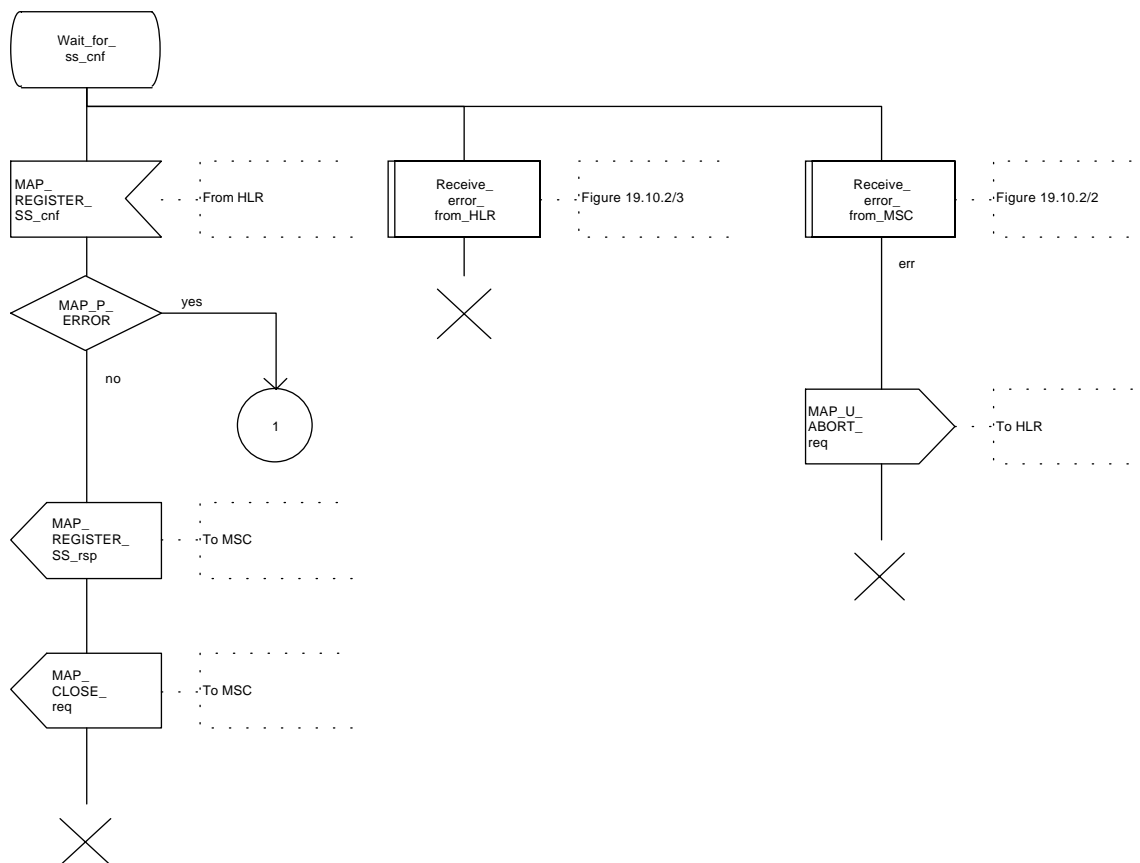 Wait_for_
ss_cnf
MAP_
REGISTER_
SS_cnf
From HLR
Receive_
error_
from_HLR
Figure 19.10.2/3
Receive_
error_
from_MSC
Figure 19.10.2/2
err
MAP_P_
ERROR
yes
no
1
MAP_U_
ABORT_
req
To HLR
MAP_
REGISTER_
SS_rsp
To MSC
MAP_
CLOSE_
req
To MSC